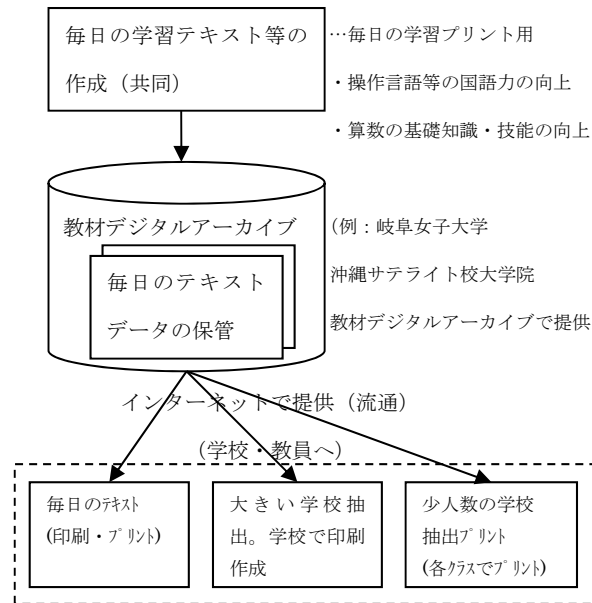 毎日の学習テキスト等の
作成（共同）
…毎日の学習プリント用
・操作言語等の国語力の向上
・算数の基礎知識・技能の向上
教材デジタルアーカイブ
毎日のテキスト
データの保管
(例：岐阜女子大学
沖縄サテライト校大学院
教材デジタルアーカイブで提供
インターネットで提供（流通）
（学校・教員へ）
毎日のﾃｷｽﾄ
(印刷・ﾌﾟﾘﾝﾄ)
大きい学校抽
出。学校で印刷
作成
少人数の学校
抽出ﾌﾟﾘﾝﾄ
(各ｸﾗｽでﾌﾟﾘﾝﾄ)